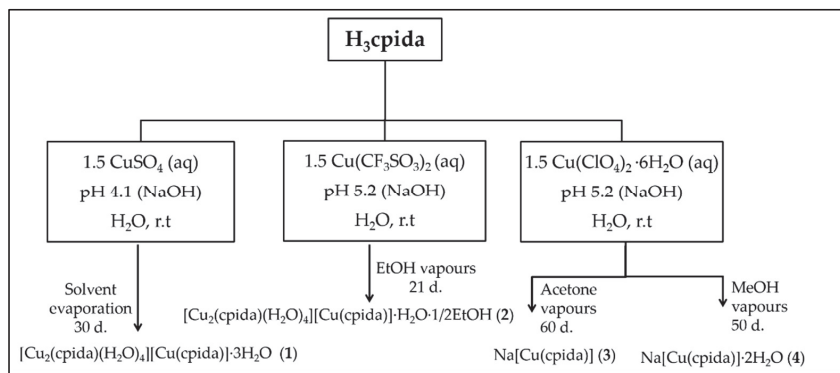 H₃cpida
1.5 CuSO₄ (aq)
pH 4.1 (NaOH)
H₂O, r.t
1.5 Cu(CF₃SO₃)₂ (aq)
pH 5.2 (NaOH)
H₂O, r.t
1.5 Cu(ClO₄)₂·6H₂O (aq)
pH 5.2 (NaOH)
H₂O, r.t
Solvent
evaporation
30 d.
[Cu₂(cpida)(H₂O)₄][Cu(cpida)]·3H₂O (1)
EtOH vapours
21 d.
[Cu₂(cpida)(H₂O)₄][Cu(cpida)]·H₂O·1/2EtOH (2)
Acetone
vapours
60 d.
Na[Cu(cpida)] (3)
MeOH
vapours
50 d.
Na[Cu(cpida)]·2H₂O (4)